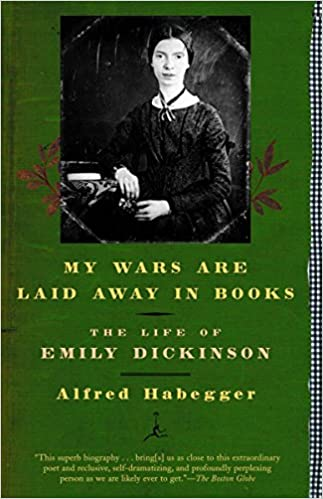 MY WARS ARE
LAID AWAY IN BOOKS
THE LIFE OF
EMILY DICKINSON
Alfred Habegger
"This superb biography . . . bring[s] us as close to this extraordinary
poet and reclusive, self-dramatizing, and profoundly perplexing
person as we are likely ever to get."—The Boston Globe